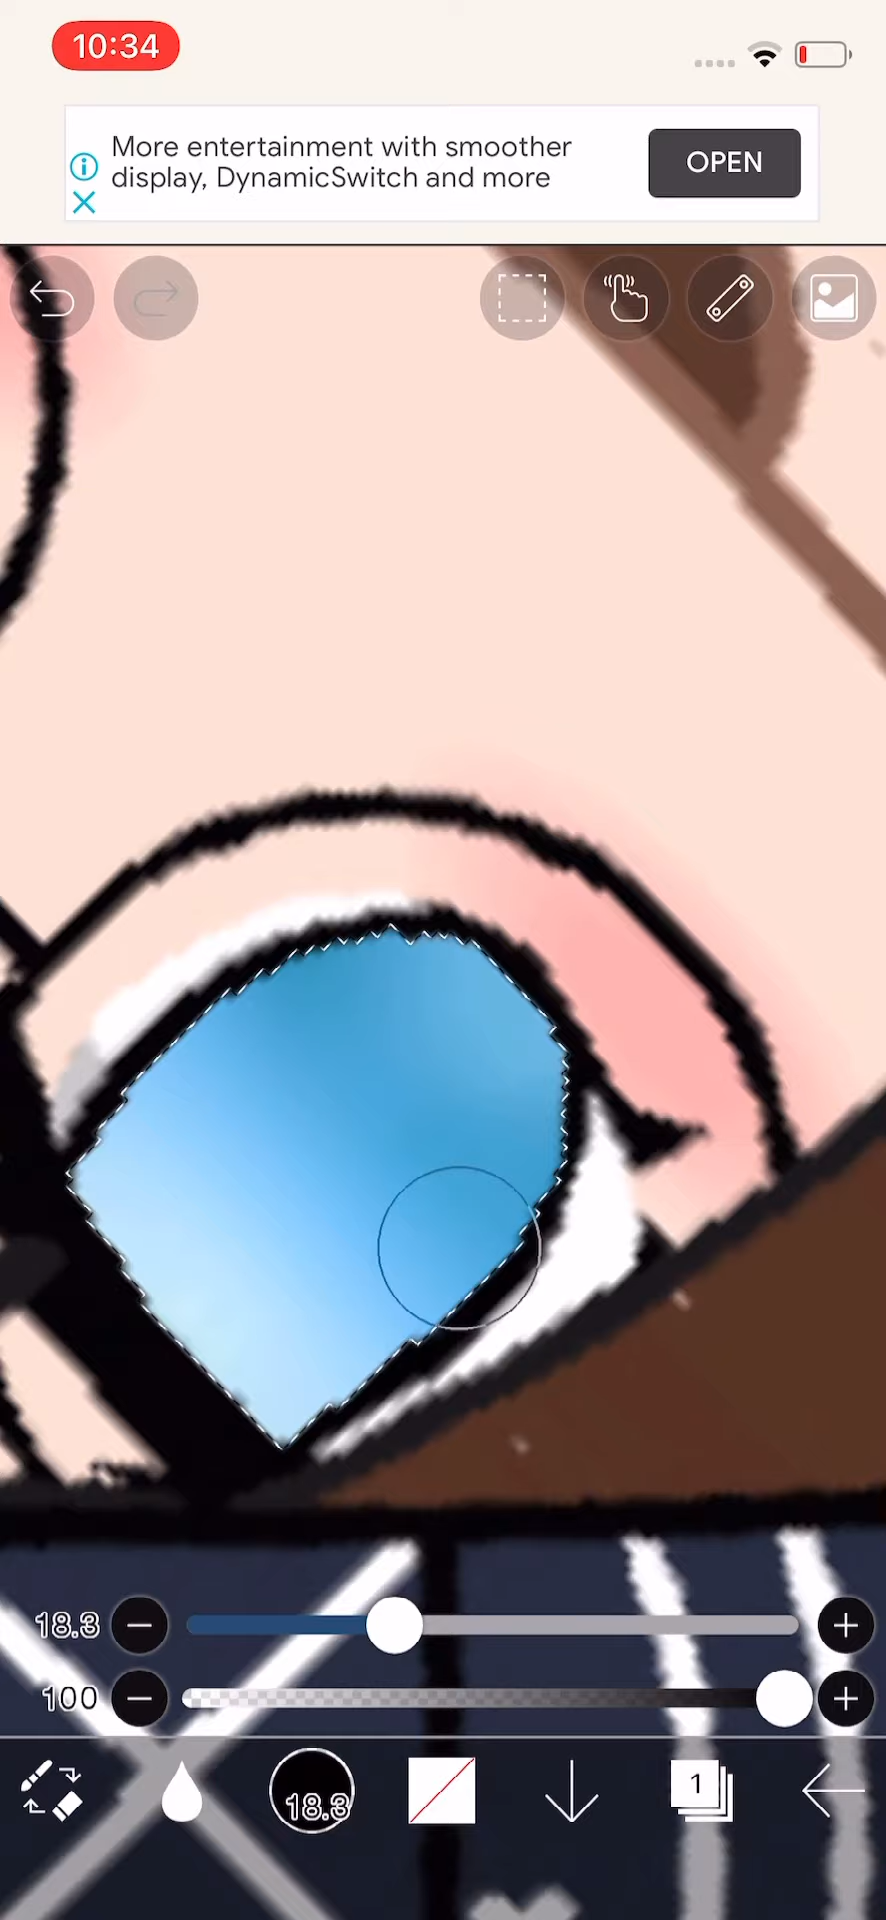 10:34
More entertainment with smoother
display, DynamicSwitch and more
OPEN
18.3
100
18.3
1